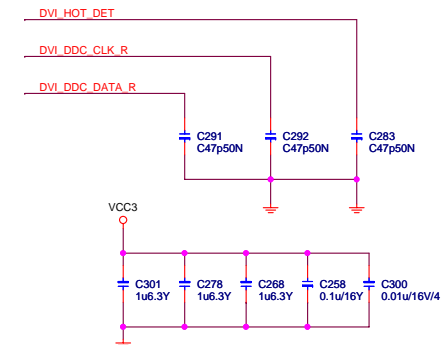 DVI_HOT_DET
DVI_DDC_CLK_R
DVI_DDC_DATA_R
C291 C292 C283
C47p50N C47p50N C47p50N
VCC3
C301 C278 C268 C258 C300
1u6.3Y 1u6.3Y 1u6.3Y 0.1u/16Y 0.01u/16V/4